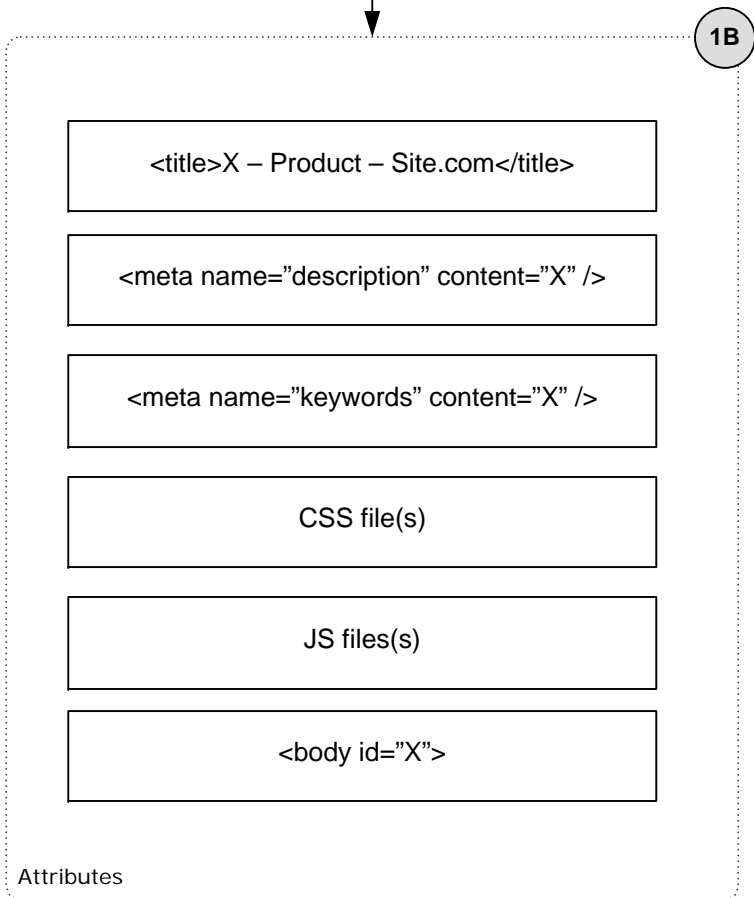 1B
<title>X – Product – Site.com</title>
<meta name=”description” content=”X” />
<meta name=”keywords” content=”X” />
CSS file(s)
JS files(s)
<body id=”X”>
Attributes